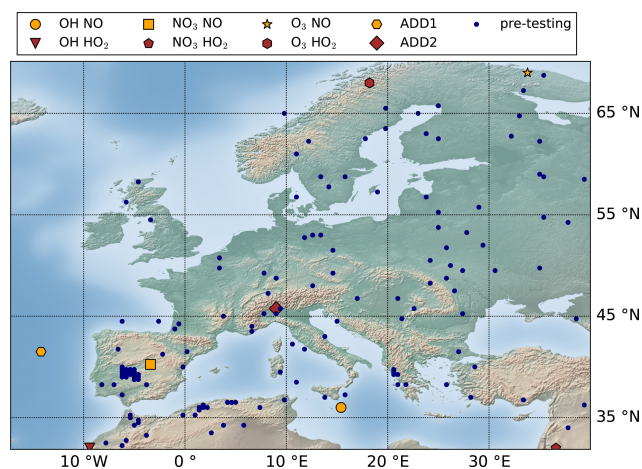 OH NO NO₃ NO O₃ NO ADD1 pre-testing
OH HO₂ NO₃ HO₂ O₃ HO₂ ADD2
65 °N
55 °N
45 °N
35 °N
10 °W 0 ° 10 °E 20 °E 30 °E